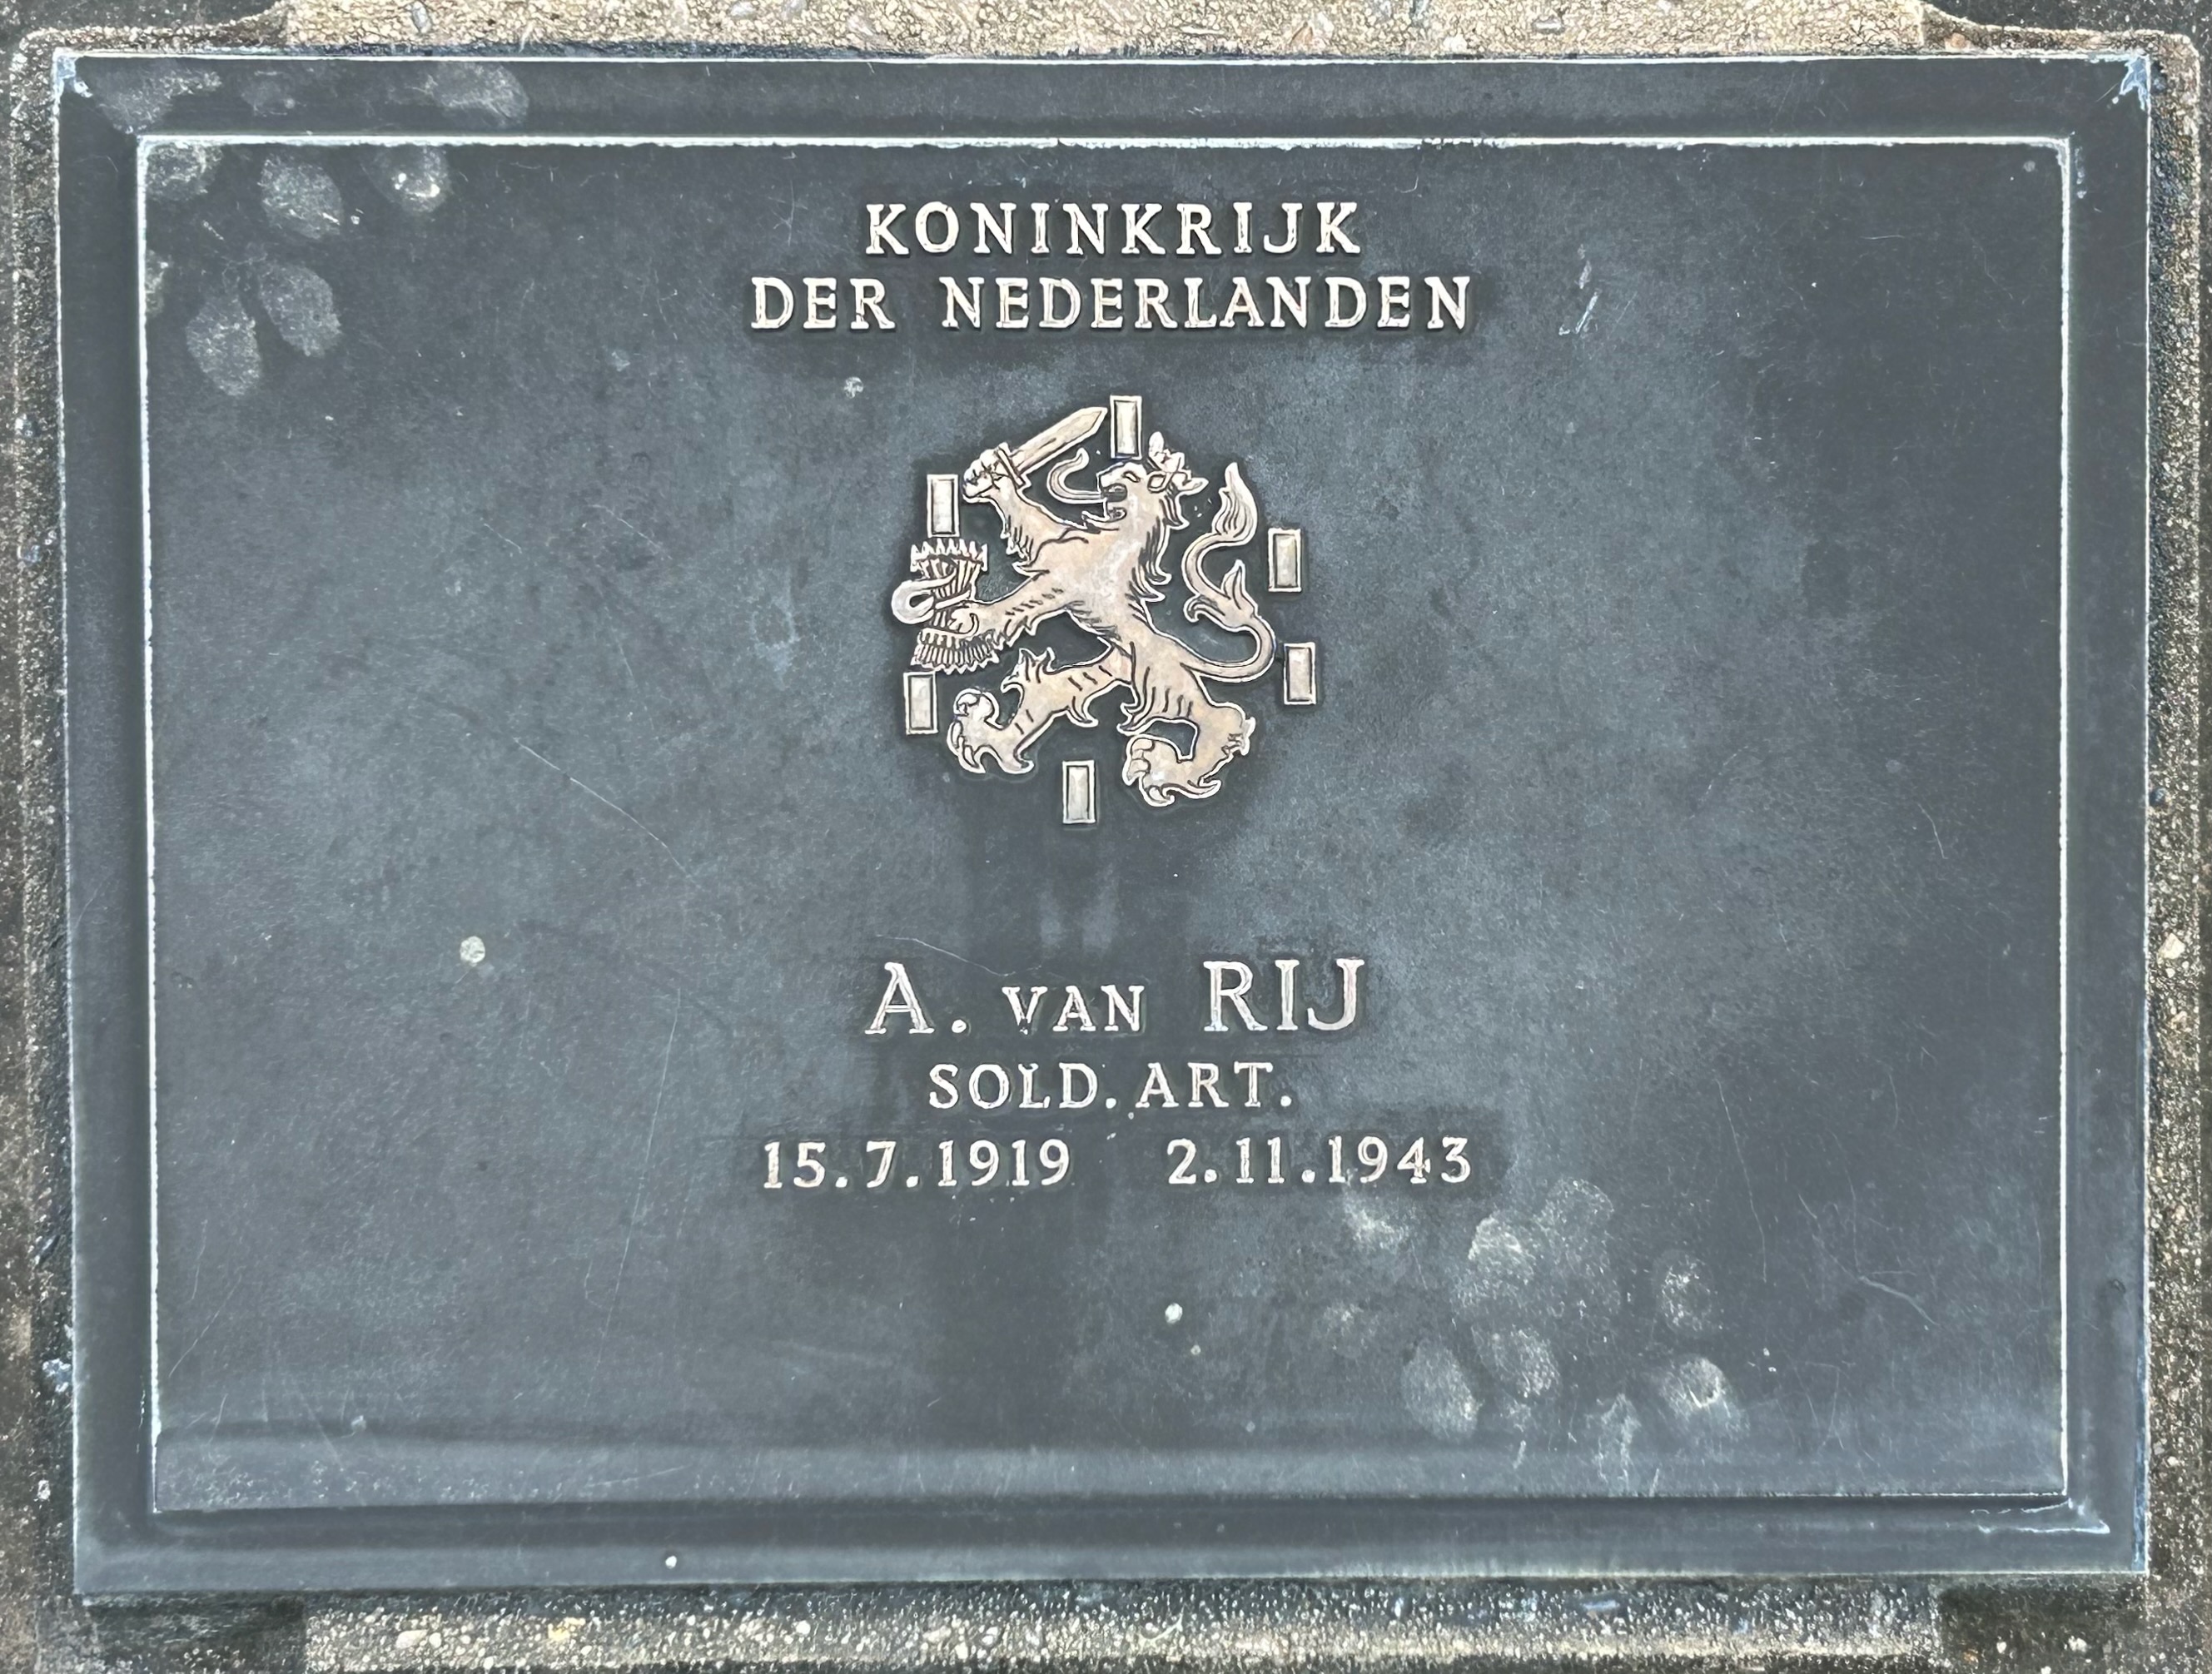 KONINKRIJK
DER NEDERLANDEN
A. VAN RIJ
SOLD. ART.
15.7.1919 2.11.1943